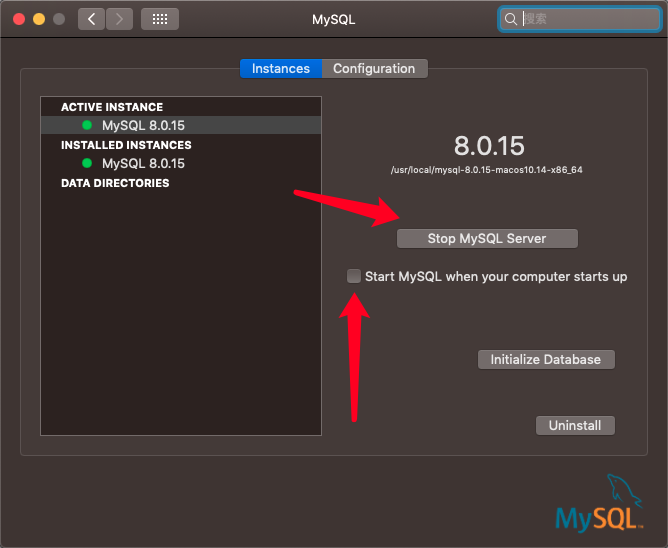 MySQL
搜索
Instances
Configuration
ACTIVE INSTANCE
MySQL 8.0.15
INSTALLED INSTANCES
MySQL 8.0.15
DATA DIRECTORIES
8.0.15
/usr/local/mysql-8.0.15-macos10.14-x86_64
Stop MySQL Server
Start MySQL when your computer starts up
Initialize Database
Uninstall
MySQL™